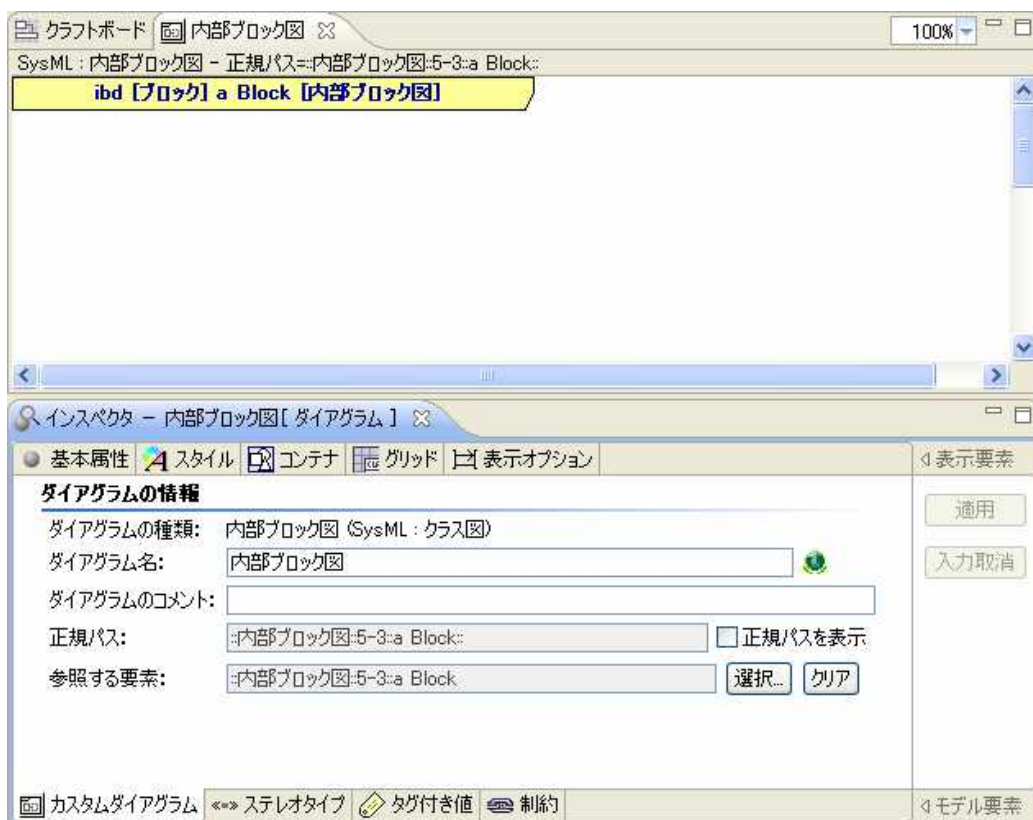 クラフトボード 内部ブロック図 100%
SysML : 内部ブロック図 - 正規パス=::内部ブロック図::5-3::a Block::
ibd [ブロック] a Block [内部ブロック図]
インスペクタ - 内部ブロック図[ ダイアグラム ]
基本属性 スタイル コンテナ グリッド 表示オプション
表示要素
ダイアグラムの情報
ダイアグラムの種類: 内部ブロック図 (SysML : クラス図)
適用
ダイアグラム名: 内部ブロック図
入力取消
ダイアグラムのコメント:
正規パス: ::内部ブロック図::5-3::a Block:: 正規パスを表示
参照する要素: ::内部ブロック図::5-3::a Block 選択... クリア
カスタムダイアグラム «=» ステレオタイプ タグ付き値 制約
モデル要素